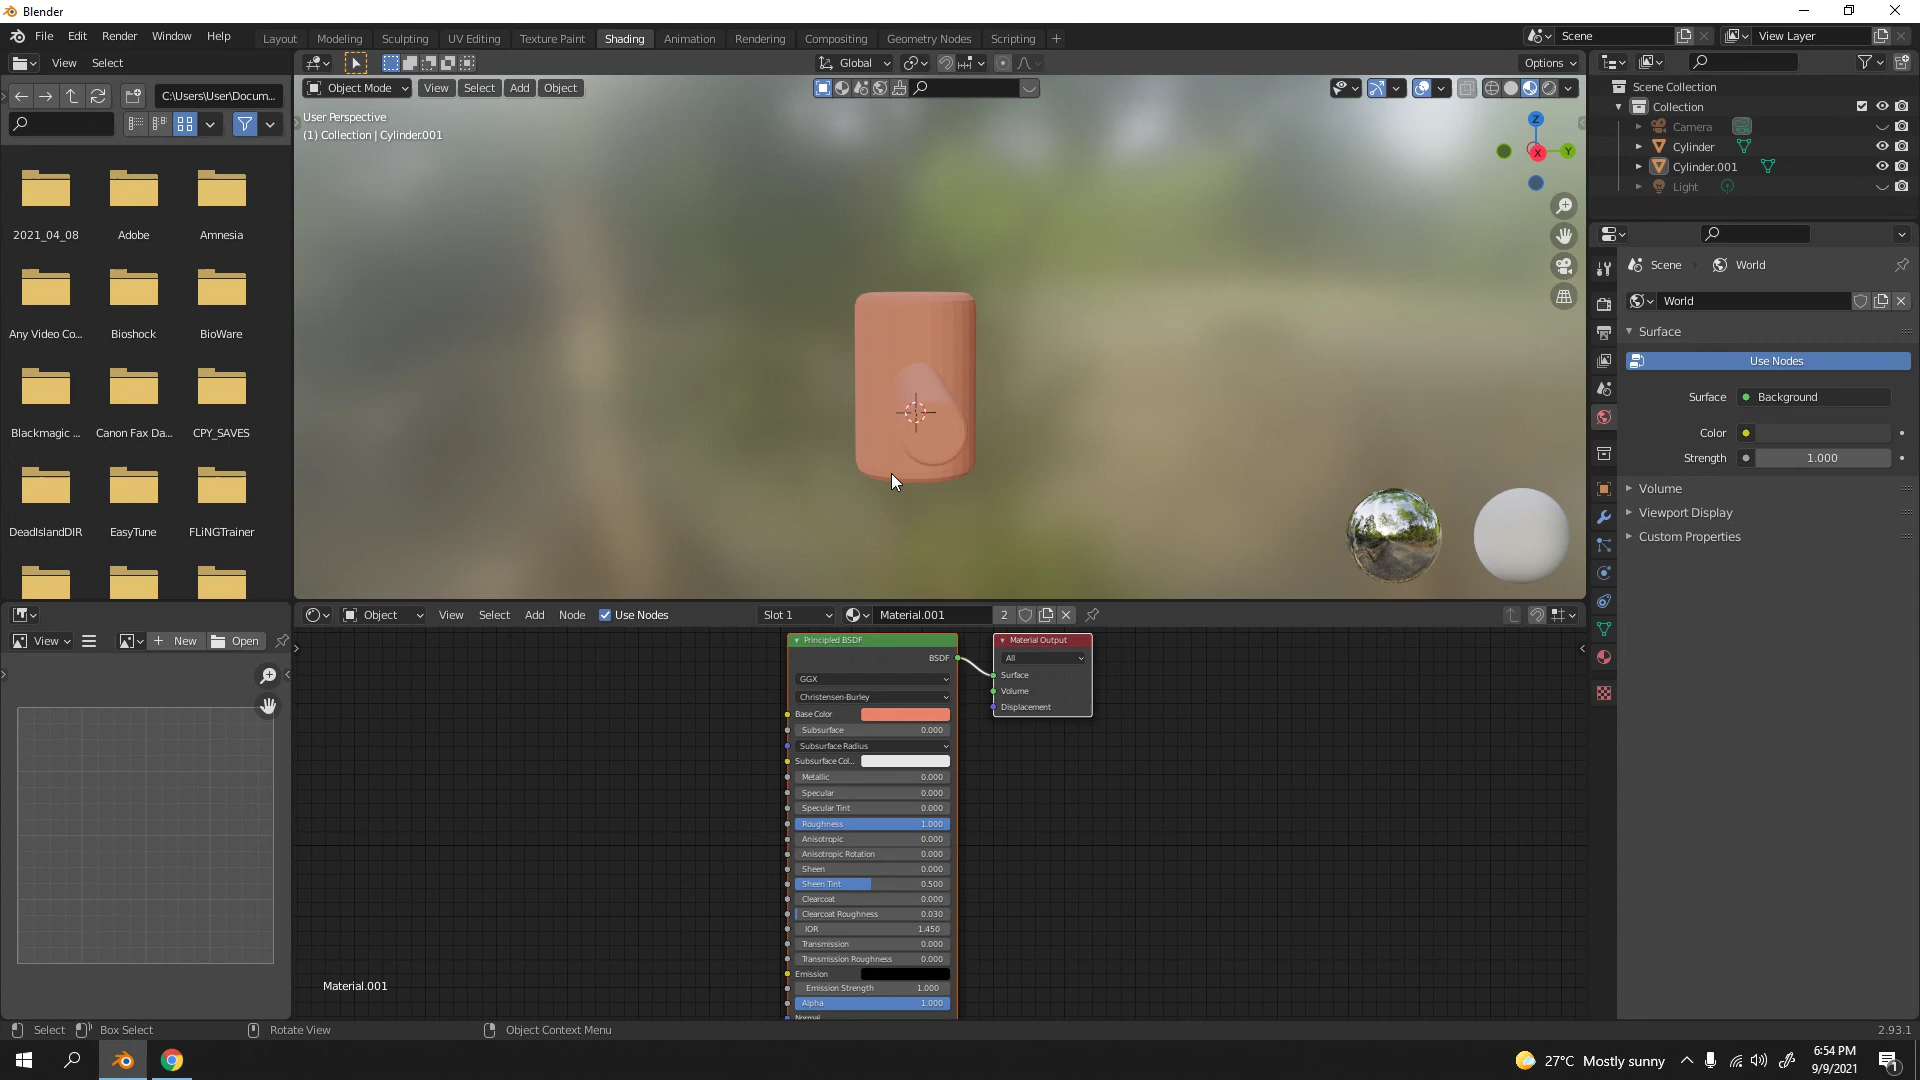 Blender
File Edit Render Window Help
Layout Modeling Sculpting UV Editing Texture Paint Shading Animation Rendering Compositing Geometry Nodes Scripting +
Scene
View Layer
View Select
Global
Options
C:\Users\User\Docum...
Object Mode View Select Add Object
User Perspective
(1) Collection | Cylinder.001
Z
Y
X
Scene Collection
Collection
Camera
Cylinder
Cylinder.001
Light
2021_04_08 Adobe Amnesia
Any Video Co... Bioshock BioWare
Blackmagic ... Canon Fax Da... CPY_SAVES
DeadIslandDIR EasyTune FLiNGTrainer
Scene World
World
Surface
Use Nodes
Surface Background
Color
Strength 1.000
Volume
Viewport Display
Custom Properties
View New Open
Object View Select Add Node Use Nodes Slot 1 Material.001 2
Principled BSDF
BSDF
GGX
Christensen-Burley
Base Color
Subsurface 0.000
Subsurface Radius
Subsurface Col...
Metallic 0.000
Specular 0.000
Specular Tint 0.000
Roughness 1.000
Anisotropic 0.000
Anisotropic Rotation 0.000
Sheen 0.000
Sheen Tint 0.500
Clearcoat 0.000
Clearcoat Roughness 0.030
IOR 1.450
Transmission 0.000
Transmission Roughness 0.000
Emission
Emission Strength 1.000
Alpha 1.000
Normal
Material Output
All
Surface
Volume
Displacement
Material.001
Select Box Select Rotate View Object Context Menu 2.93.1
27°C Mostly sunny
6:54 PM
9/9/2021
1